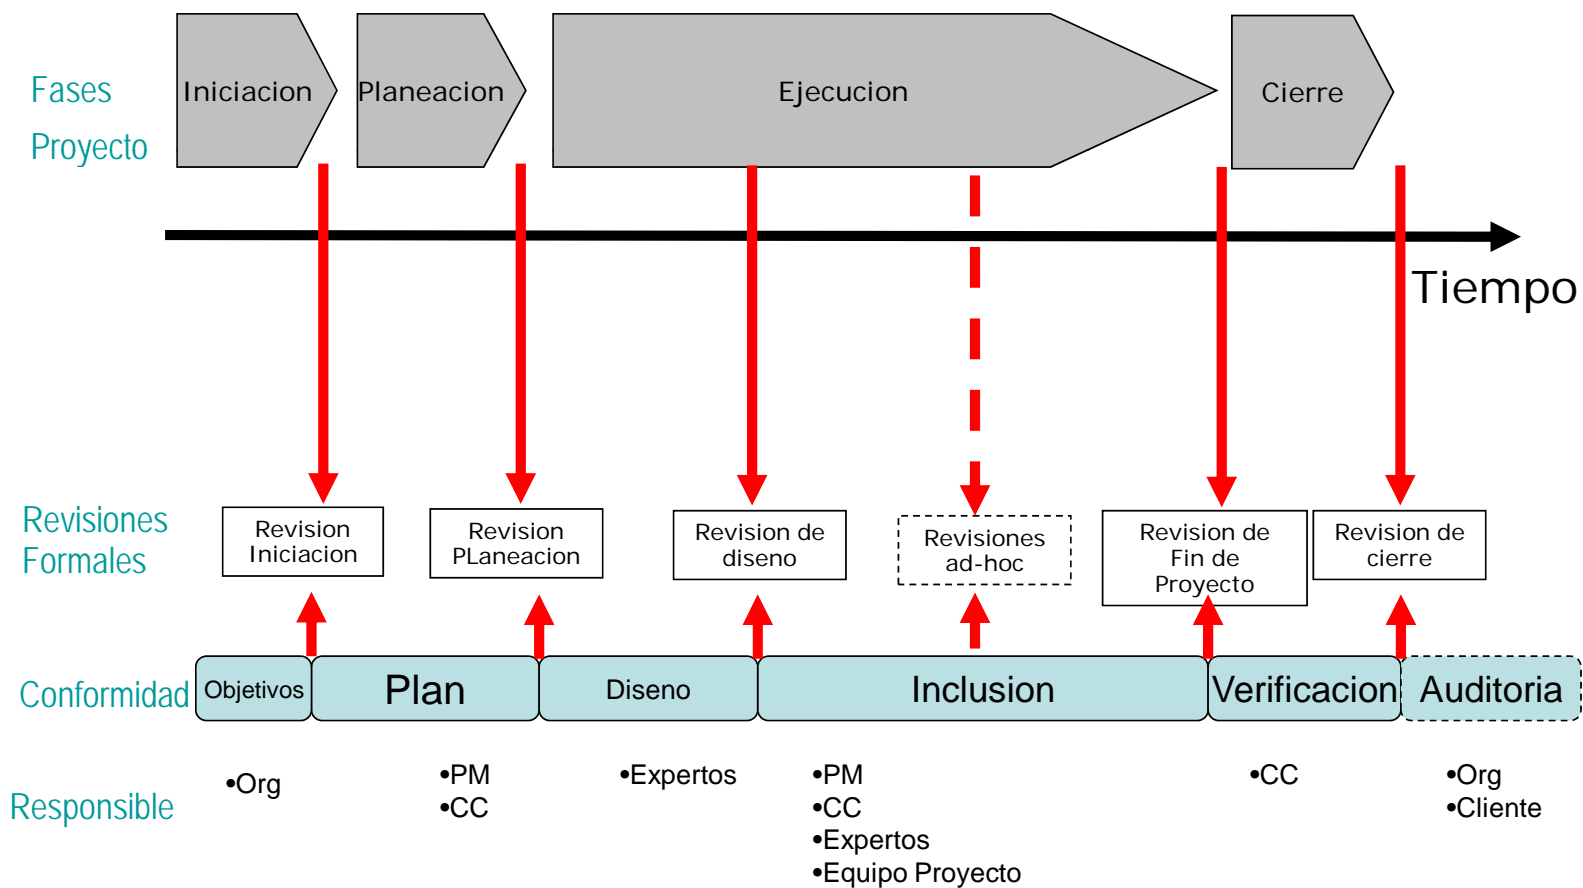 Fases
Proyecto
Iniciacion
Planeacion
Ejecucion
Cierre
Tiempo
Revisiones
Formales
Revision
Iniciacion
Revision
PLaneacion
Revision de
diseno
Revisiones
ad-hoc
Revision de
Fin de
Proyecto
Revision de
cierre
Conformidad
Objetivos
Plan
Diseno
Inclusion
Verificacion
Auditoria
Responsible
•Org
•PM
•CC
•Expertos
•PM
•CC
•Expertos
•Equipo Proyecto
•CC
•Org
•Cliente